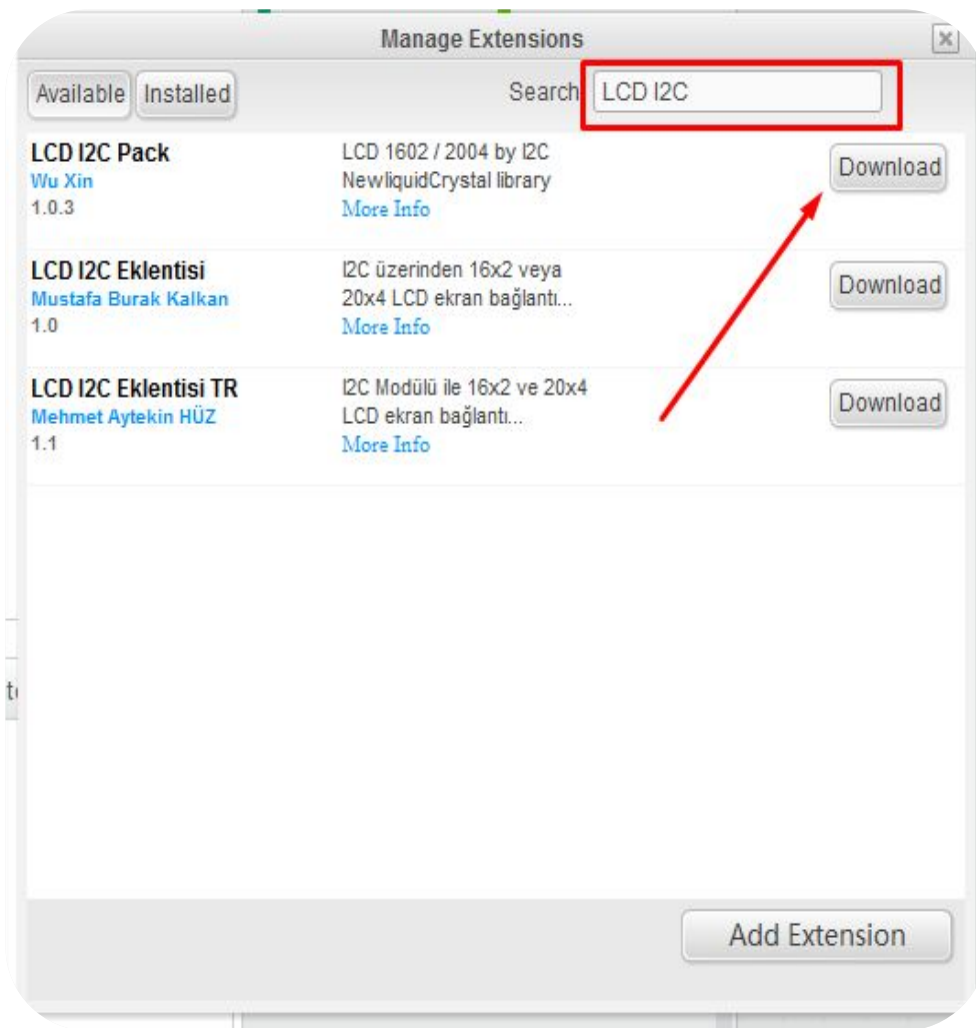 Manage Extensions
Available Installed Search LCD I2C
LCD I2C Pack
Wu Xin
1.0.3
LCD 1602 / 2004 by I2C
NewliquidCrystal library
More Info
Download
LCD I2C Eklentisi
Mustafa Burak Kalkan
1.0
I2C üzerinden 16x2 veya
20x4 LCD ekran bağlantı...
More Info
Download
LCD I2C Eklentisi TR
Mehmet Aytekin HÜZ
1.1
I2C Modülü ile 16x2 ve 20x4
LCD ekran bağlantı...
More Info
Download
Add Extension